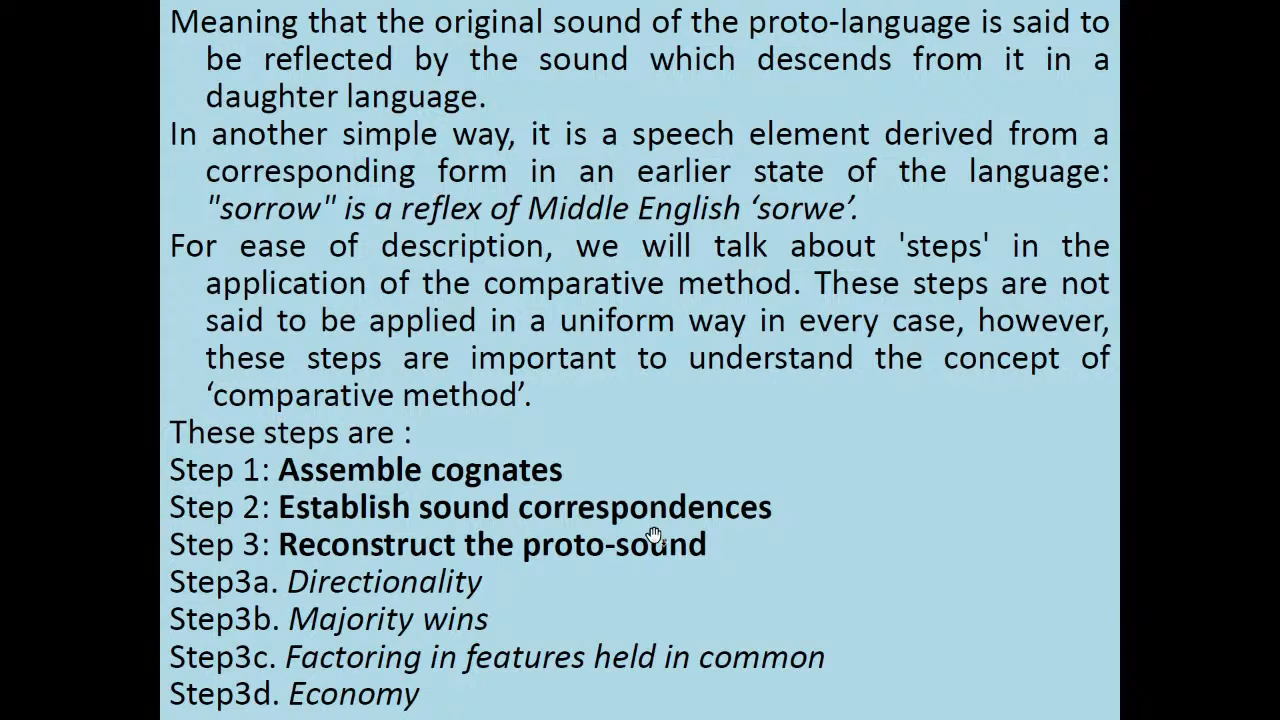 Meaning that the original sound of the proto-language is said to
be reflected by the sound which descends from it in a
daughter language.
In another simple way, it is a speech element derived from a
corresponding form in an earlier state of the language:
"sorrow" is a reflex of Middle English ‘sorwe’.
For ease of description, we will talk about 'steps' in the
application of the comparative method. These steps are not
said to be applied in a uniform way in every case, however,
these steps are important to understand the concept of
‘comparative method’.
These steps are :
Step 1: Assemble cognates
Step 2: Establish sound correspondences
Step 3: Reconstruct the proto-sound
Step3a. Directionality
Step3b. Majority wins
Step3c. Factoring in features held in common
Step3d. Economy